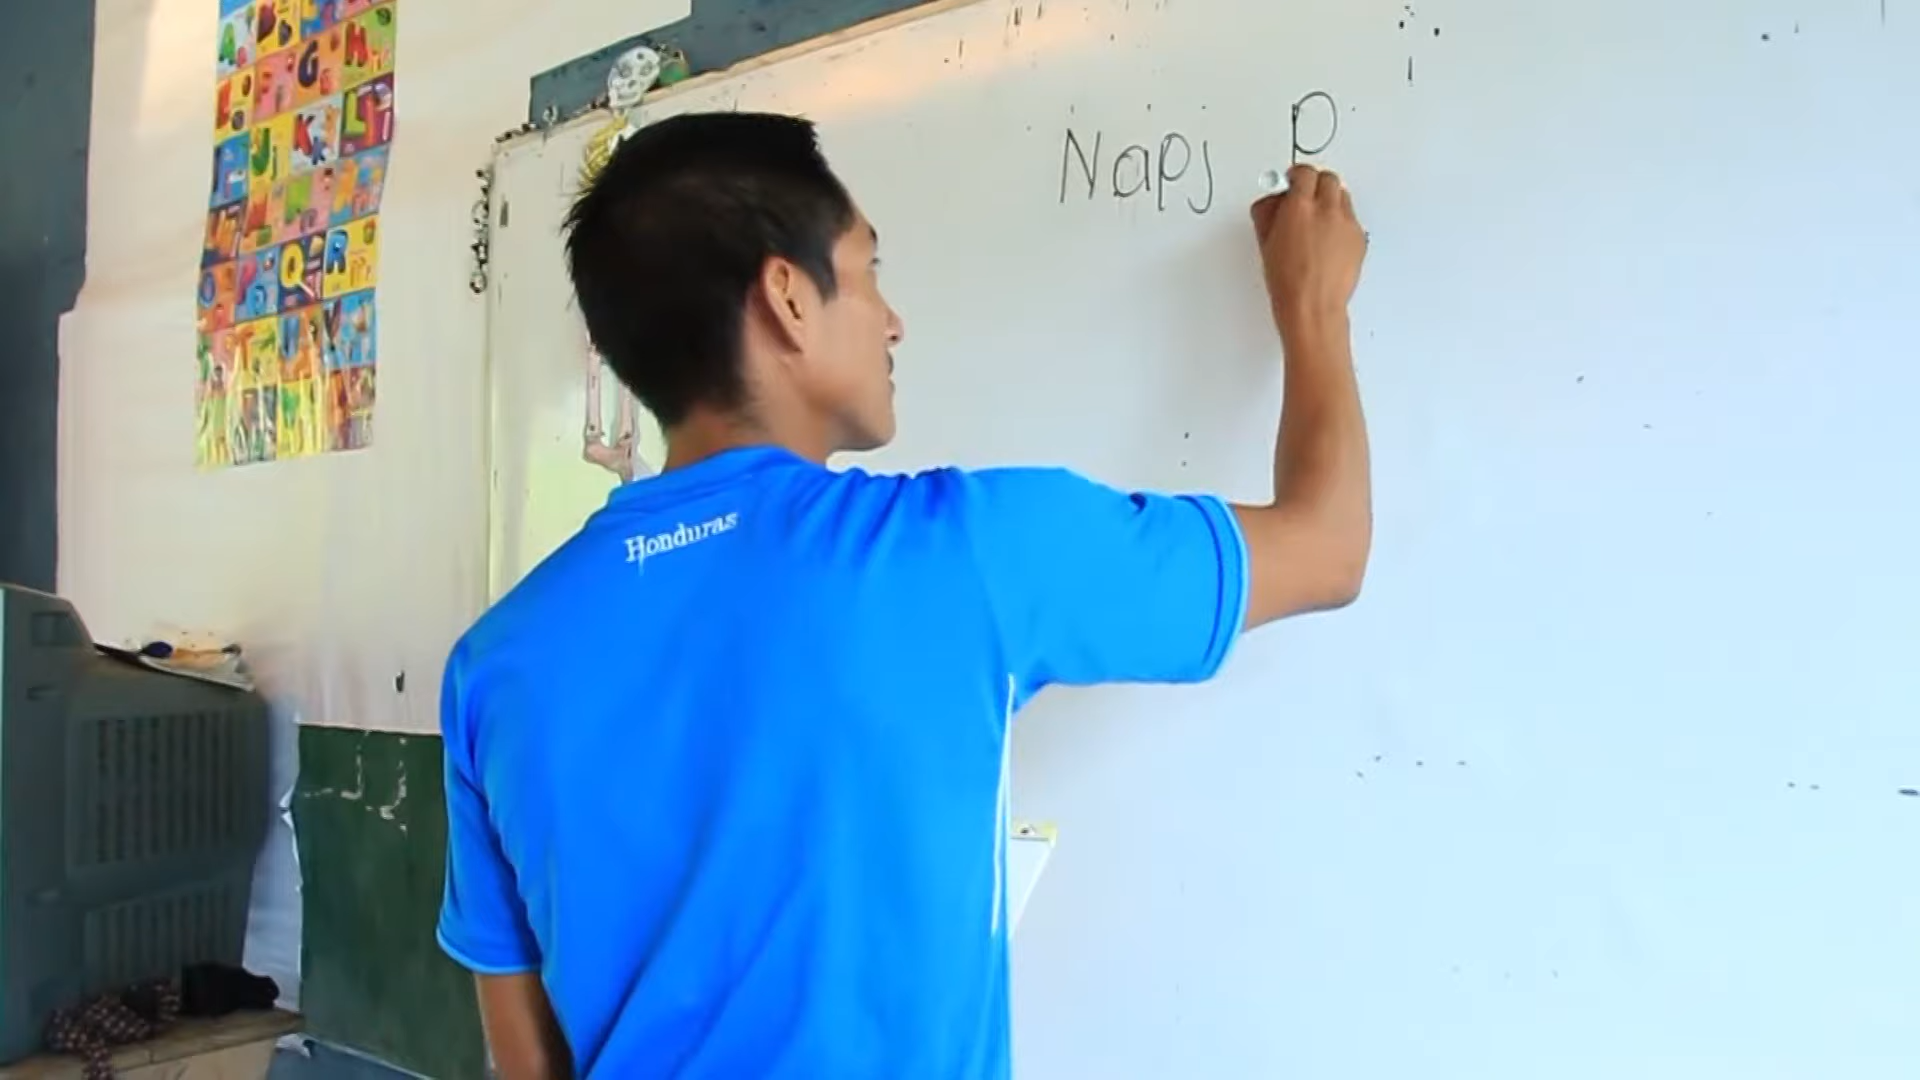 Napj P
Honduras
A
G H
E F
J K L
Q R
T U V